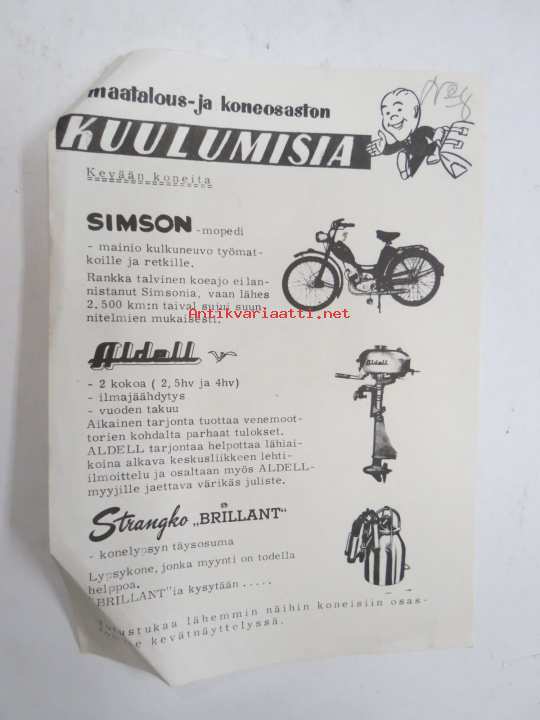 maatalous-ja koneosaston
KUULUMISIA
Kevään koneita
SIMSON -mopedi
- mainio kulkuneuvo työmat-
koille ja retkille.
Rankka talvinen koeajo ei lan-
nistanut Simsonia, vaan lähes
2.500 km:n taival sujui suun-
nitelmien mukaisesti.
Antikvariaatti.net
Aldell
- 2 kokoa ( 2,5hv ja 4hv)
- ilmajäähdytys
- vuoden takuu
Aikainen tarjonta tuottaa venemoot-
torien kohdalta parhaat tulokset.
ALDELL tarjontaa helpottaa lähiai-
koina alkava keskusliikkeen lehti-
ilmoittelu ja osaltaan myös ALDELL-
myyjille jaettava värikäs juliste.
Aldell
Strangko „BRILLANT"
- konelypsyn täysosuma
Lypsykone, jonka myynti on todella
helppoa.
"BRILLANT"ia kysytään .....
tustukaa lähemmin näihin koneisiin osas-
kevätnäyttelyssä.